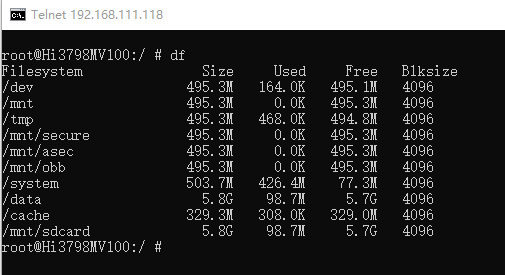 Telnet 192.168.111.118
root@Hi3798MV100:/ # df
Filesystem Size Used Free Blksize
/dev 495.3M 164.0K 495.1M 4096
/mnt 495.3M 0.0K 495.3M 4096
/tmp 495.3M 468.0K 494.8M 4096
/mnt/secure 495.3M 0.0K 495.3M 4096
/mnt/asec 495.3M 0.0K 495.3M 4096
/mnt/obb 495.3M 0.0K 495.3M 4096
/system 503.7M 426.4M 77.3M 4096
/data 5.8G 98.7M 5.7G 4096
/cache 329.3M 308.0K 329.0M 4096
/mnt/sdcard 5.8G 98.7M 5.7G 4096
root@Hi3798MV100:/ #